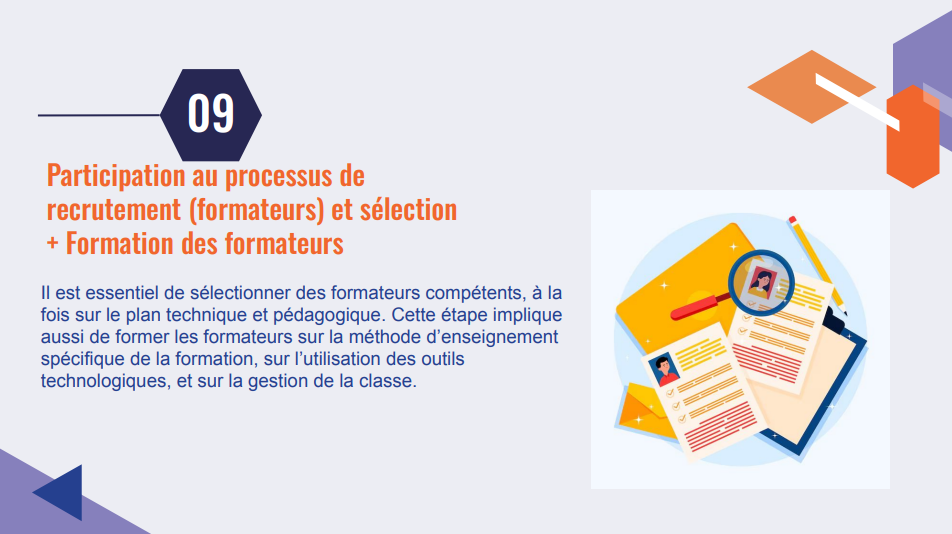 09
Participation au processus de
recrutement (formateurs) et sélection
+ Formation des formateurs
Il est essentiel de sélectionner des formateurs compétents, à la
fois sur le plan technique et pédagogique. Cette étape implique
aussi de former les formateurs sur la méthode d’enseignement
spécifique de la formation, sur l’utilisation des outils
technologiques, et sur la gestion de la classe.